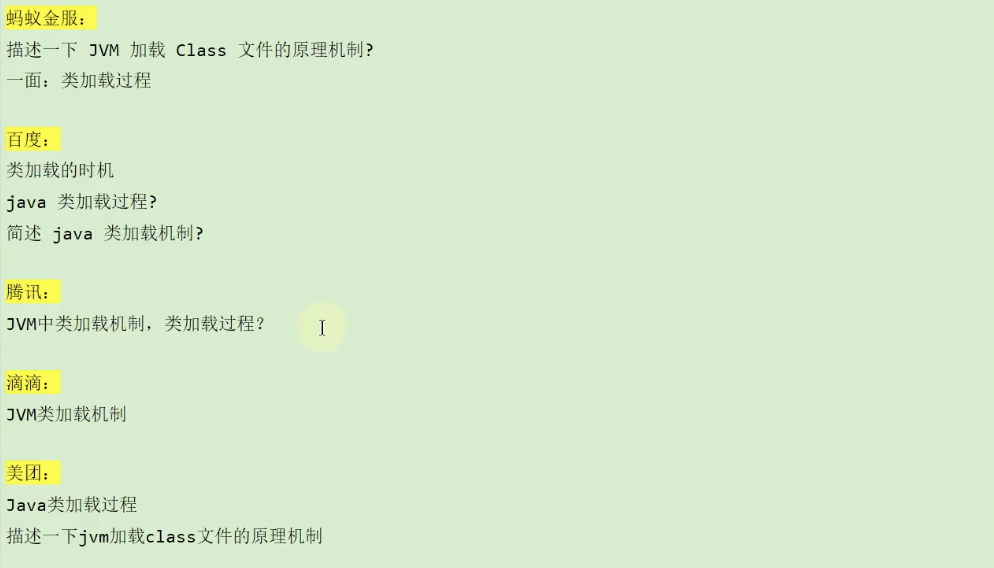 蚂蚁金服：
描述一下 JVM 加载 Class 文件的原理机制?
一面：类加载过程
百度：
类加载的时机
java 类加载过程?
简述 java 类加载机制?
腾讯：
JVM中类加载机制，类加载过程？
滴滴：
JVM类加载机制
美团：
Java类加载过程
描述一下jvm加载class文件的原理机制